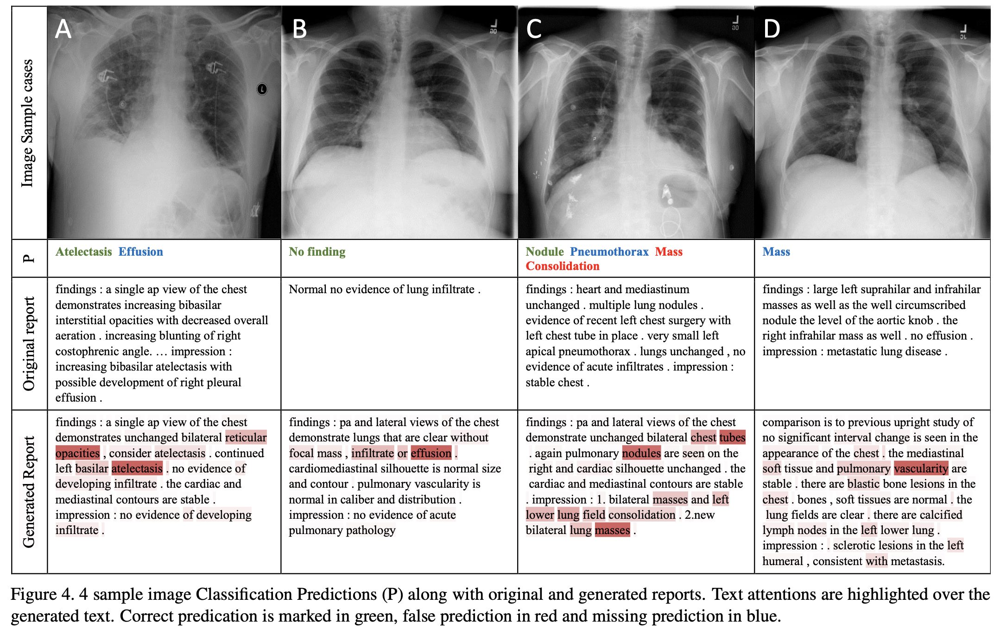 Image Sample cases
A
B
C
D
P
Atelectasis Effusion
No finding
Nodule Pneumothorax Mass
Consolidation
Mass
Original report
findings : a single ap view of the chest
demonstrates increasing bibasilar
interstitial opacities with decreased overall
aeration . increasing blunting of right
costophrenic angle. … impression :
increasing bibasilar atelectasis with
possible development of right pleural
effusion .
Normal no evidence of lung infiltrate .
findings : heart and mediastinum
unchanged . multiple lung nodules .
evidence of recent left chest surgery with
left chest tube in place . very small left
apical pneumothorax . lungs unchanged , no
evidence of acute infiltrates . impression :
stable chest .
findings : large left suprahilar and infrahilar
masses as well as the well circumscribed
nodule the level of the aortic knob . the
right infrahilar mass as well . no effusion .
impression : metastatic lung disease .
Generated Report
findings : a single ap view of the chest
demonstrates unchanged bilateral reticular
opacities , consider atelectasis . continued
left basilar atelectasis . no evidence of
developing infiltrate . the cardiac and
mediastinal contours are stable .
impression : no evidence of developing
infiltrate .
findings : pa and lateral views of the chest
demonstrate lungs that are clear without
focal mass , infiltrate or effusion .
cardiomediastinal silhouette is normal size
and contour . pulmonary vascularity is
normal in caliber and distribution .
impression : no evidence of acute
pulmonary pathology
findings : pa and lateral views of the chest
demonstrate unchanged bilateral chest tubes
. again pulmonary nodules are seen on the
right and cardiac silhouette unchanged . the
cardiac and mediastinal contours are stable
. impression : 1. bilateral masses and left
lower lung field consolidation . 2.new
bilateral lung masses .
comparison is to previous upright study of
no significant interval change is seen in the
appearance of the chest . the mediastinal
soft tissue and pulmonary vascularity are
stable . there are blastic bone lesions in the
chest . bones , soft tissues are normal . the
lung fields are clear . there are calcified
lymph nodes in the left lower lung .
impression : . sclerotic lesions in the left
humeral , consistent with metastasis.
Figure 4. 4 sample image Classification Predictions (P) along with original and generated reports. Text attentions are highlighted over the
generated text. Correct predication is marked in green, false prediction in red and missing prediction in blue.